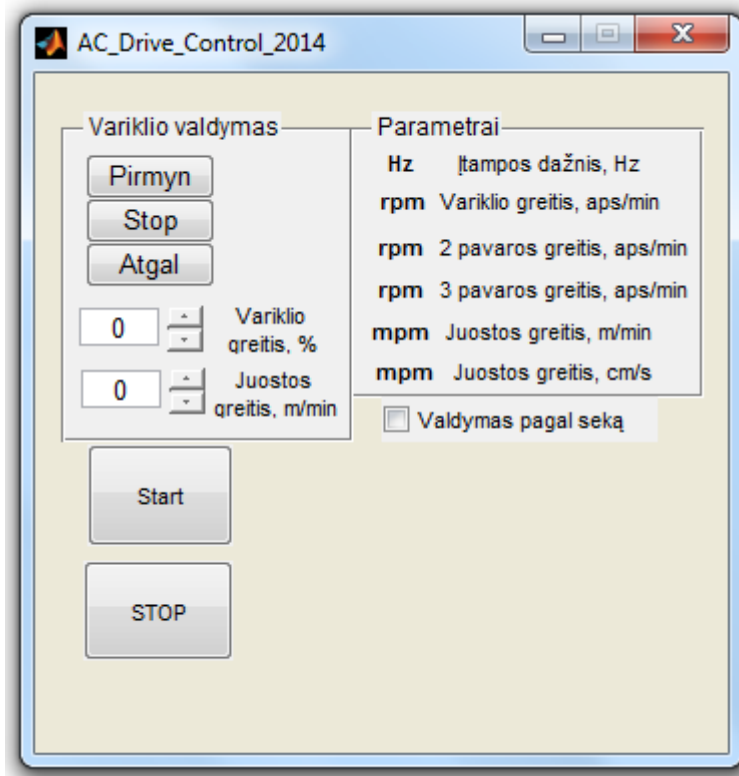 AC_Drive_Control_2014
Variklio valdymas
Pirmyn
Stop
Atgal
0
Variklio
greitis, %
0
Juostos
greitis, m/min
Parametrai
Hz Įtampos dažnis, Hz
rpm Variklio greitis, aps/min
rpm 2 pavaros greitis, aps/min
rpm 3 pavaros greitis, aps/min
mpm Juostos greitis, m/min
mpm Juostos greitis, cm/s
Valdymas pagal seką
Start
STOP